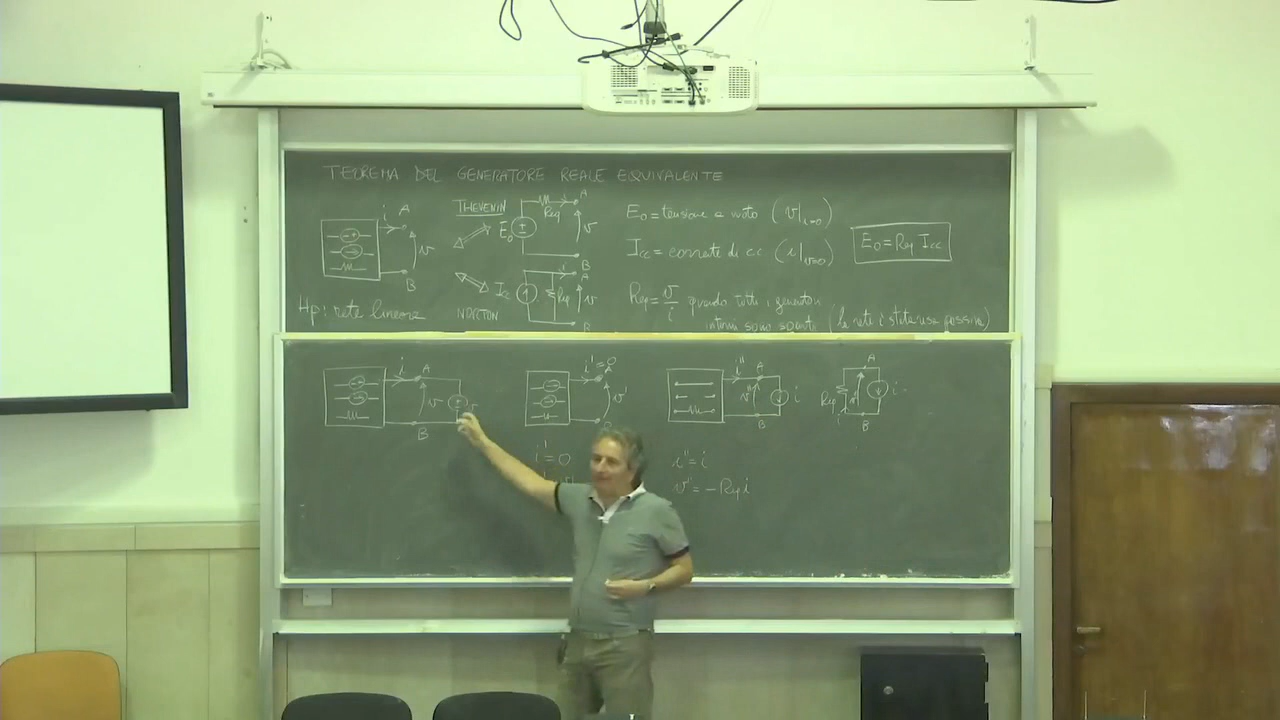 TEOREMA DEL GENERATORE REALE EQUIVALENTE
i A
v
B
THEVENIN
E₀
Req
i A
v
B
E₀ = tensione a vuoto (v|i=0)
Icc = corrente di cc (i|v=0)
E₀ = Req Icc
Icc
Req
i A
v
B
Hp: rete lineare
NORTON
Req = v/i quando tutti i generatori
interni sono spenti (la rete è stata resa passiva)
i A
v
B
i' = 0
A
v'
i'' A
v''
i
B
A
Req
i
B
i' = 0
i'' = i
v'' = - Req i